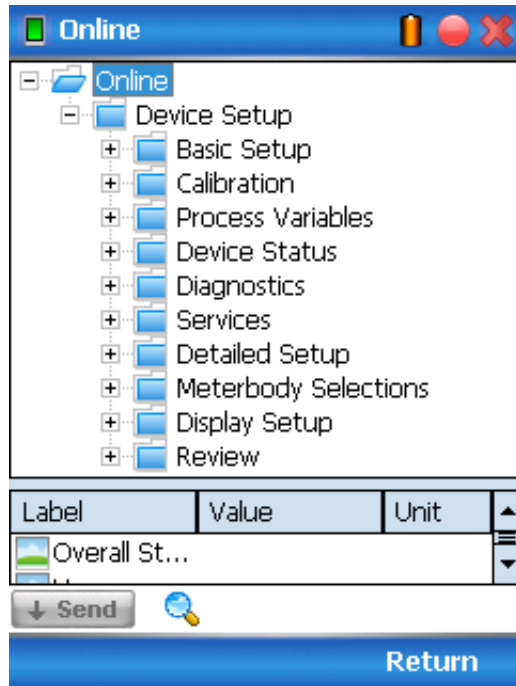 Online
Online
Device Setup
Basic Setup
Calibration
Process Variables
Device Status
Diagnostics
Services
Detailed Setup
Meterbody Selections
Display Setup
Review
Label Value Unit
Overall St...
Send
Return